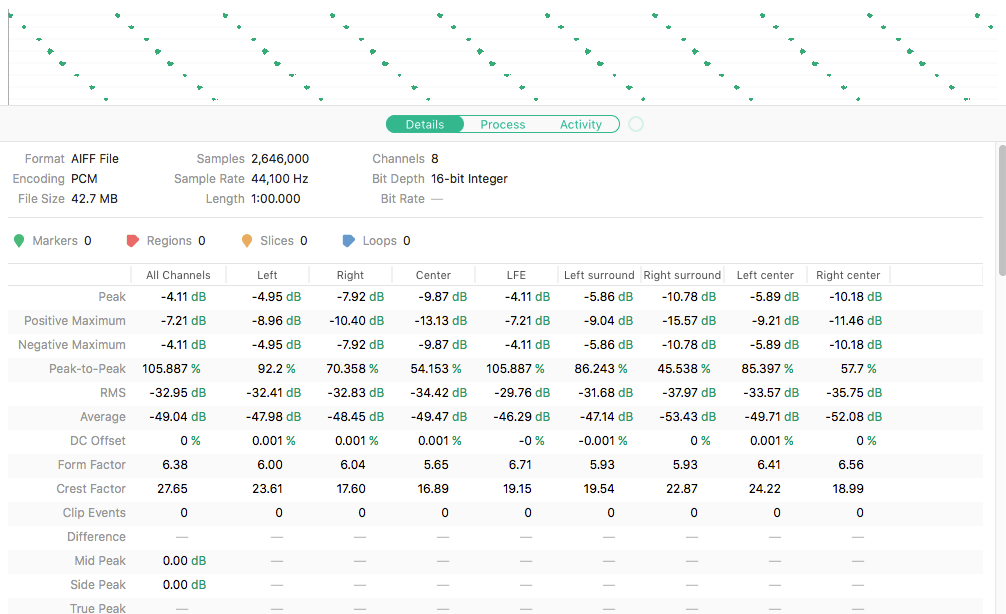 Details Process Activity
Format AIFF File Samples 2,646,000 Channels 8
Encoding PCM Sample Rate 44,100 Hz Bit Depth 16-bit Integer
File Size 42.7 MB Length 1:00.000 Bit Rate —
Markers 0 Regions 0 Slices 0 Loops 0
All Channels Left Right Center LFE Left surround Right surround Left center Right center
Peak -4.11 dB -4.95 dB -7.92 dB -9.87 dB -4.11 dB -5.86 dB -10.78 dB -5.89 dB -10.18 dB
Positive Maximum -7.21 dB -8.96 dB -10.40 dB -13.13 dB -7.21 dB -9.04 dB -15.57 dB -9.21 dB -11.46 dB
Negative Maximum -4.11 dB -4.95 dB -7.92 dB -9.87 dB -4.11 dB -5.86 dB -10.78 dB -5.89 dB -10.18 dB
Peak-to-Peak 105.887 % 92.2 % 70.358 % 54.153 % 105.887 % 86.243 % 45.538 % 85.397 % 57.7 %
RMS -32.95 dB -32.41 dB -32.83 dB -34.42 dB -29.76 dB -31.68 dB -37.97 dB -33.57 dB -35.75 dB
Average -49.04 dB -47.98 dB -48.45 dB -49.47 dB -46.29 dB -47.14 dB -53.43 dB -49.71 dB -52.08 dB
DC Offset 0 % 0.001 % 0.001 % 0.001 % -0 % -0.001 % 0 % 0.001 % 0 %
Form Factor 6.38 6.00 6.04 5.65 6.71 5.93 5.93 6.41 6.56
Crest Factor 27.65 23.61 17.60 16.89 19.15 19.54 22.87 24.22 18.99
Clip Events 0 0 0 0 0 0 0 0 0
Difference — — — — — — — — —
Mid Peak 0.00 dB — — — — — — — —
Side Peak 0.00 dB — — — — — — — —
True Peak — — — — — — — — —